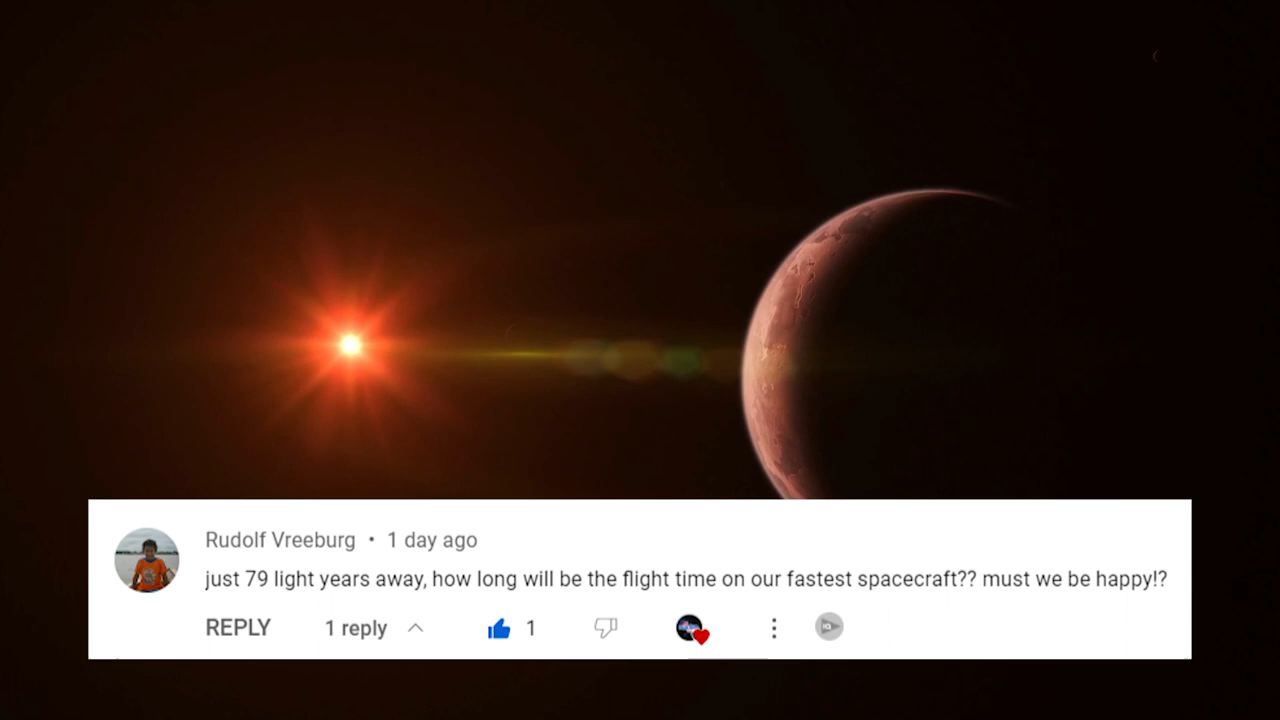 Rudolf Vreeburg • 1 day ago
just 79 light years away, how long will be the flight time on our fastest spacecraft?? must we be happy!?
REPLY 1 reply 1
IQ